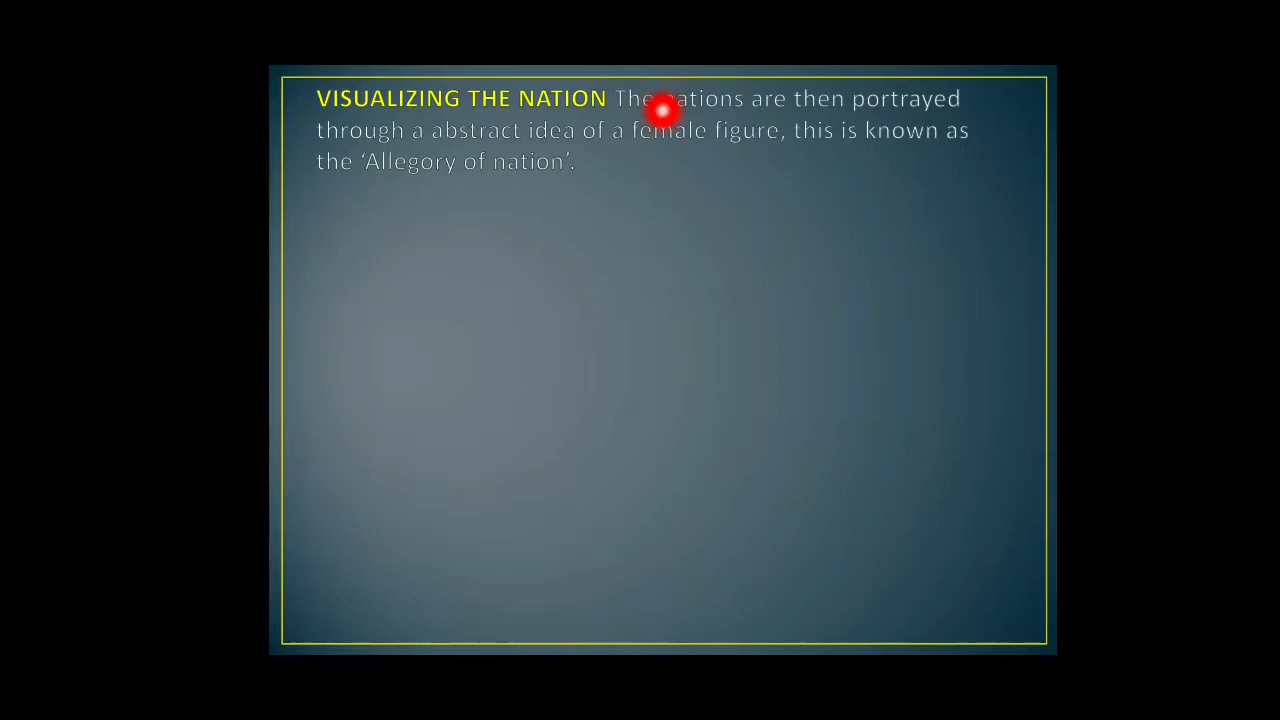 VISUALIZING THE NATION The nations are then portrayed
through a abstract idea of a female figure, this is known as
the ‘Allegory of nation’.